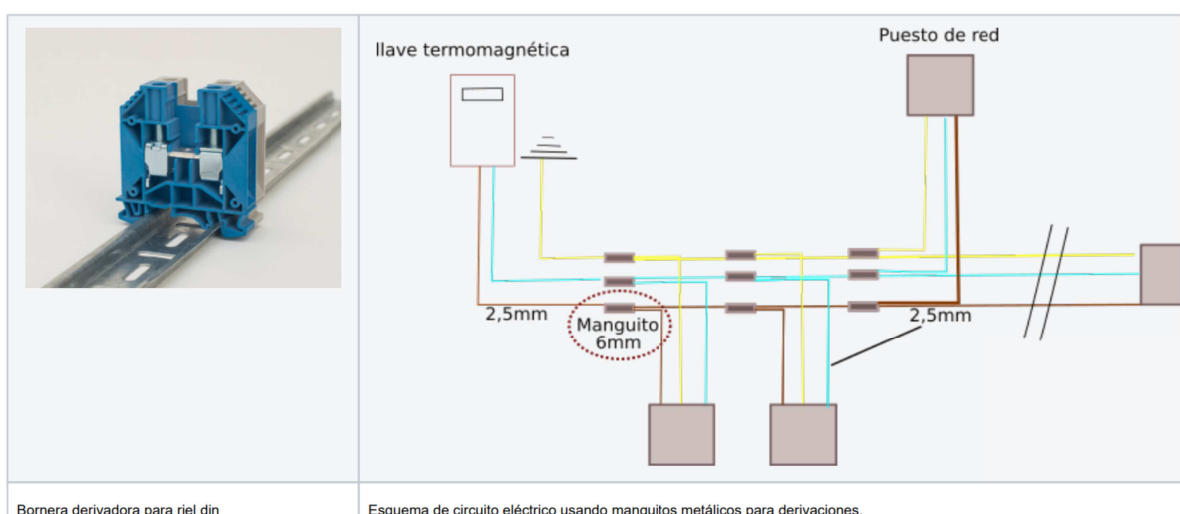 llave termomagnética
Puesto de red
2,5mm
Manguito
6mm
2,5mm
Bornera derivadora para riel din
Esquema de circuito eléctrico usando manguitos metálicos para derivaciones.